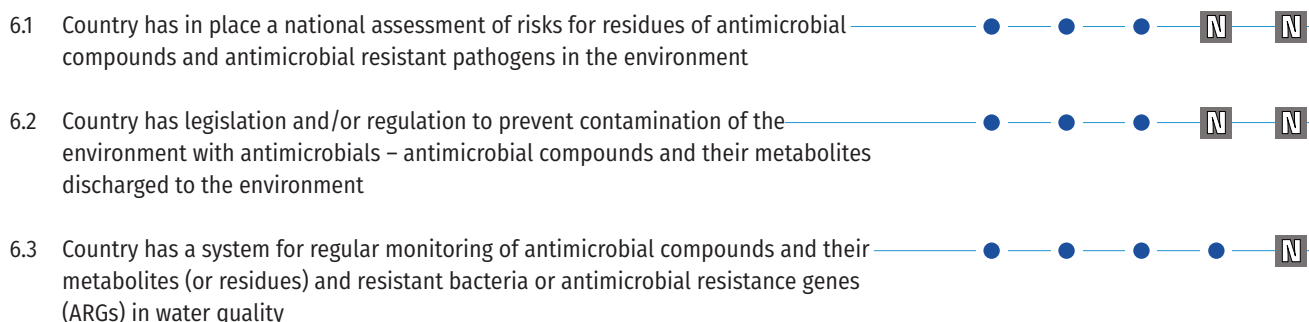 6.1 Country has in place a national assessment of risks for residues of antimicrobial N N
compounds and antimicrobial resistant pathogens in the environment
6.2 Country has legislation and/or regulation to prevent contamination of the N N
environment with antimicrobials – antimicrobial compounds and their metabolites
discharged to the environment
6.3 Country has a system for regular monitoring of antimicrobial compounds and their N
metabolites (or residues) and resistant bacteria or antimicrobial resistance genes
(ARGs) in water quality